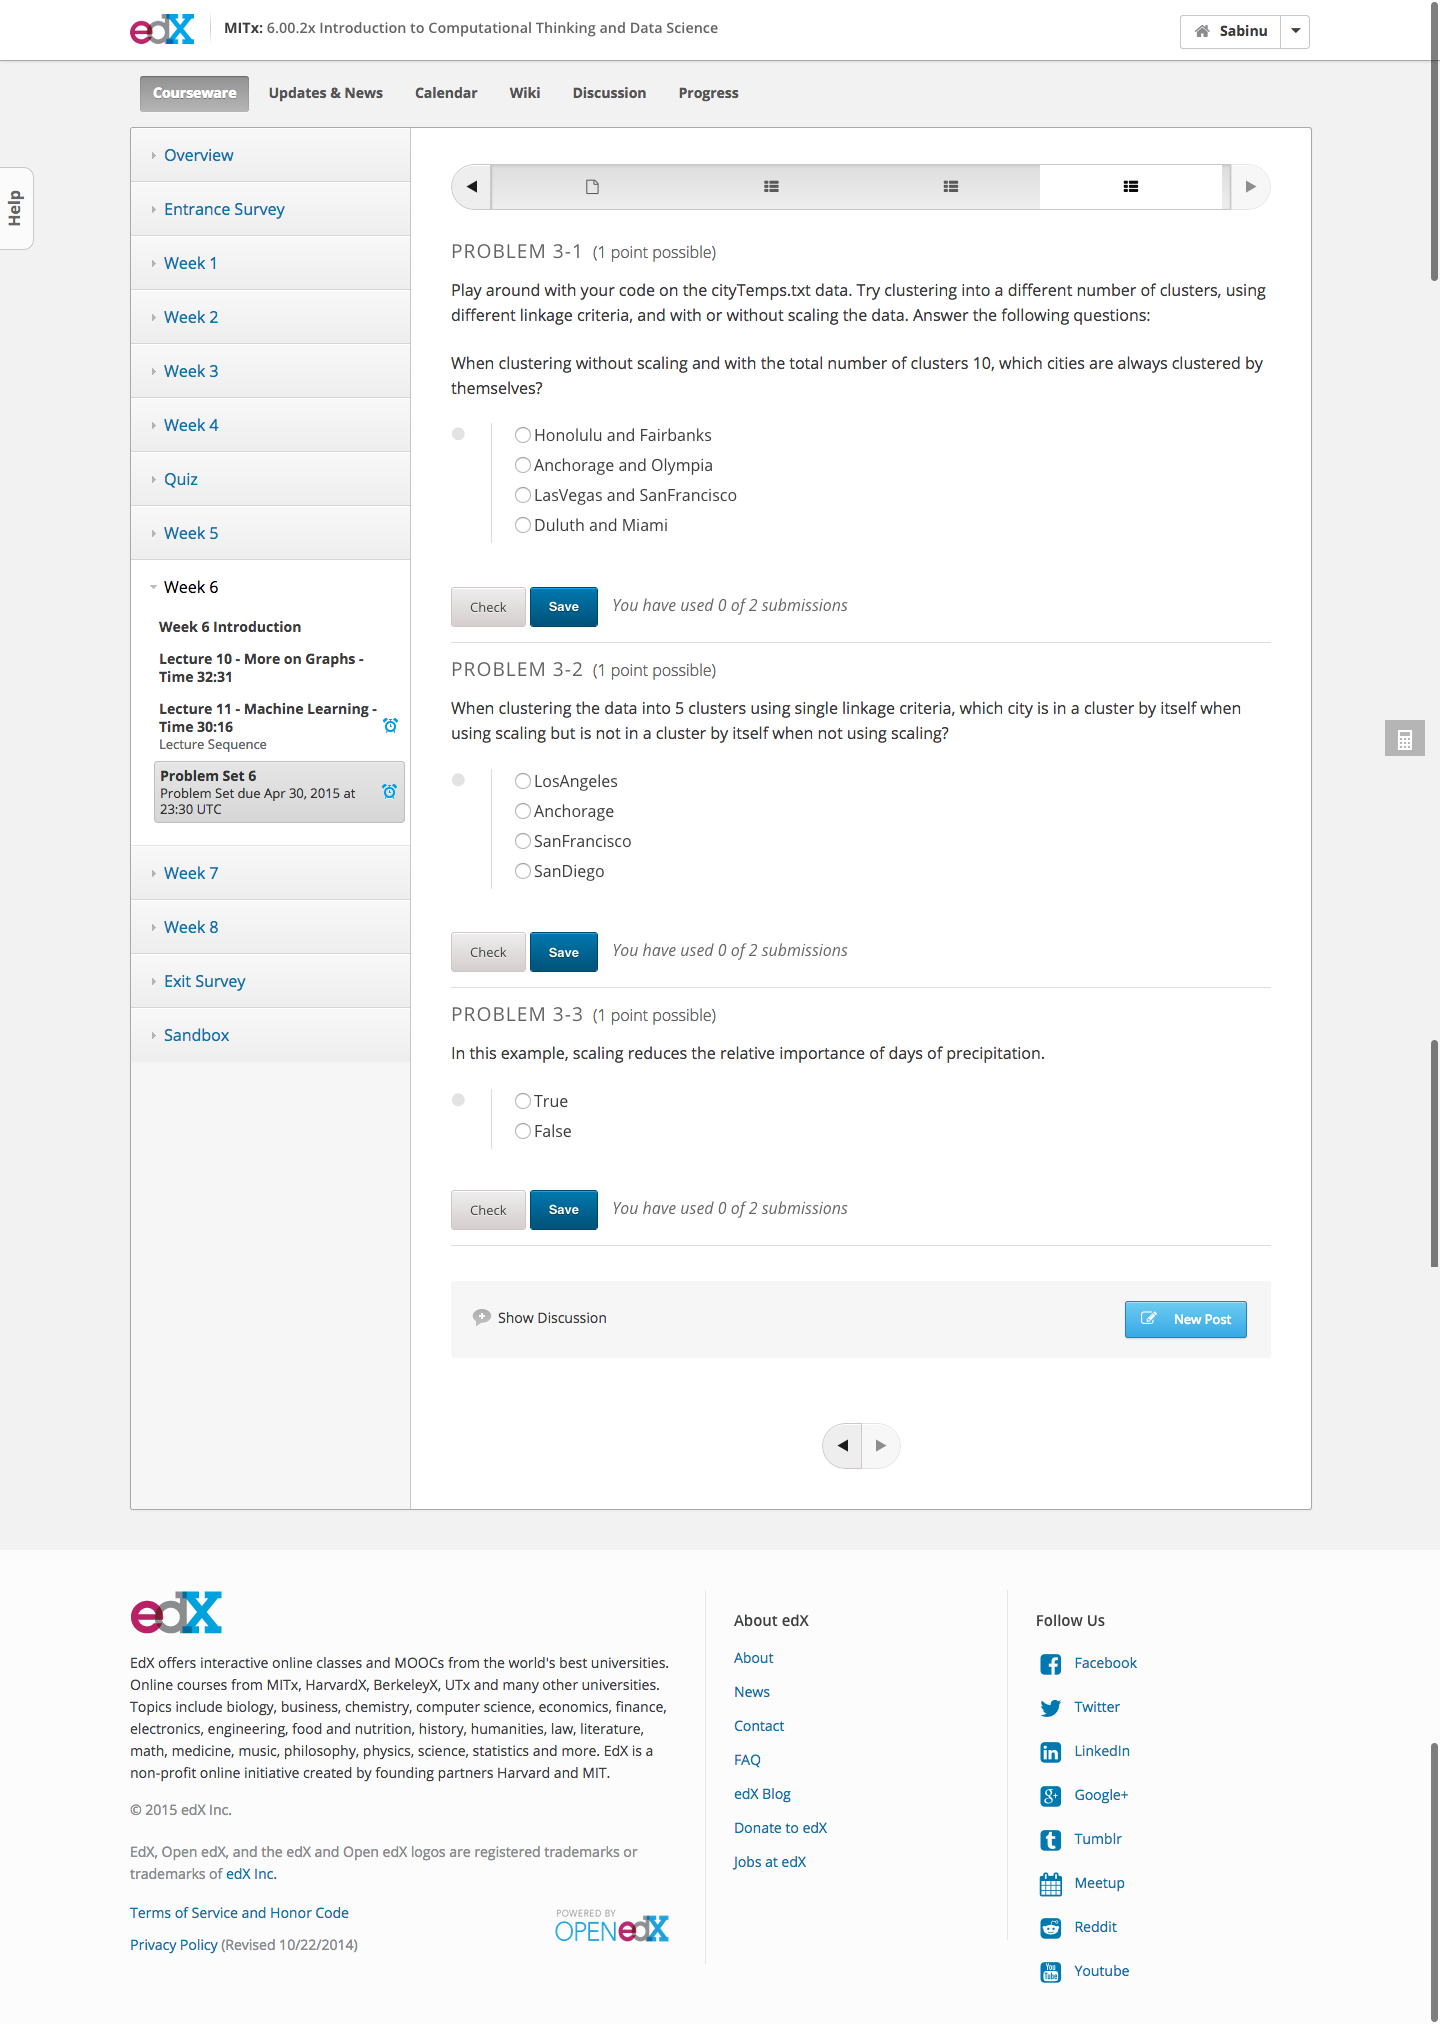 edX
MITx: 6.00.2x Introduction to Computational Thinking and Data Science
Sabinu
Courseware
Updates & News
Calendar
Wiki
Discussion
Progress
Help
Overview
Entrance Survey
Week 1
Week 2
Week 3
Week 4
Quiz
Week 5
Week 6
Week 6 Introduction
Lecture 10 - More on Graphs -
Time 32:31
Lecture 11 - Machine Learning -
Time 30:16
Lecture Sequence
Problem Set 6
Problem Set due Apr 30, 2015 at
23:30 UTC
Week 7
Week 8
Exit Survey
Sandbox
PROBLEM 3-1 (1 point possible)
Play around with your code on the cityTemps.txt data. Try clustering into a different number of clusters, using
different linkage criteria, and with or without scaling the data. Answer the following questions:
When clustering without scaling and with the total number of clusters 10, which cities are always clustered by
themselves?
Honolulu and Fairbanks
Anchorage and Olympia
LasVegas and SanFrancisco
Duluth and Miami
Check
Save
You have used 0 of 2 submissions
PROBLEM 3-2 (1 point possible)
When clustering the data into 5 clusters using single linkage criteria, which city is in a cluster by itself when
using scaling but is not in a cluster by itself when not using scaling?
LosAngeles
Anchorage
SanFrancisco
SanDiego
Check
Save
You have used 0 of 2 submissions
PROBLEM 3-3 (1 point possible)
In this example, scaling reduces the relative importance of days of precipitation.
True
False
Check
Save
You have used 0 of 2 submissions
Show Discussion
New Post
edX
EdX offers interactive online classes and MOOCs from the world's best universities.
Online courses from MITx, HarvardX, BerkeleyX, UTx and many other universities.
Topics include biology, business, chemistry, computer science, economics, finance,
electronics, engineering, food and nutrition, history, humanities, law, literature,
math, medicine, music, philosophy, physics, science, statistics and more. EdX is a
non-profit online initiative created by founding partners Harvard and MIT.
© 2015 edX Inc.
EdX, Open edX, and the edX and Open edX logos are registered trademarks or
trademarks of edX Inc.
Terms of Service and Honor Code
Privacy Policy (Revised 10/22/2014)
POWERED BY
OPEN edX
About edX
About
News
Contact
FAQ
edX Blog
Donate to edX
Jobs at edX
Follow Us
Facebook
Twitter
LinkedIn
Google+
Tumblr
Meetup
Reddit
Youtube